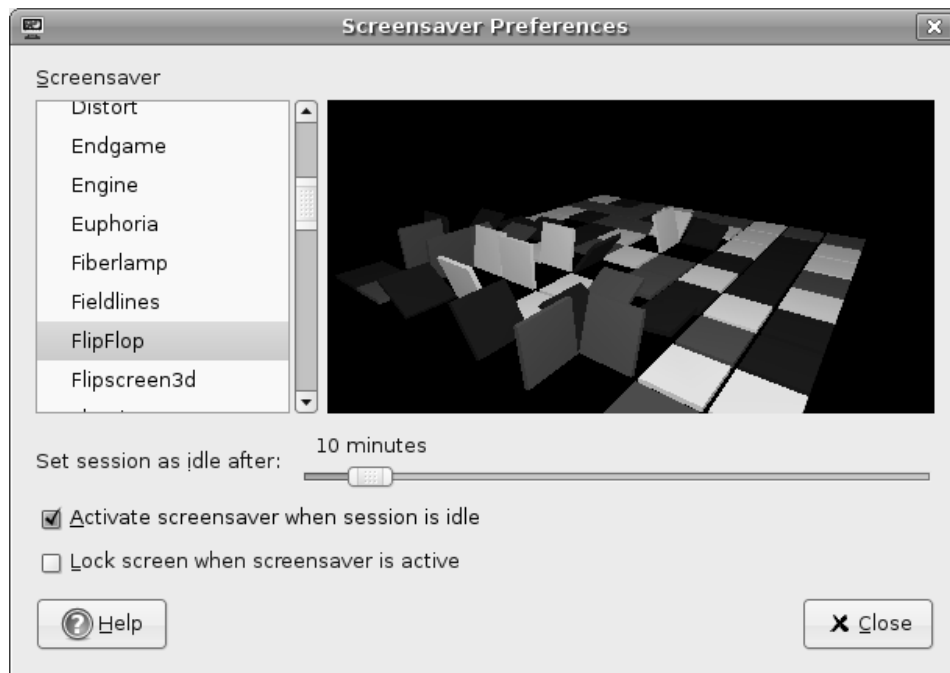 Screensaver Preferences
Screensaver
Distort
Endgame
Engine
Euphoria
Fiberlamp
Fieldlines
FlipFlop
Flipscreen3d
10 minutes
Set session as idle after:
Activate screensaver when session is idle
Lock screen when screensaver is active
Help
Close